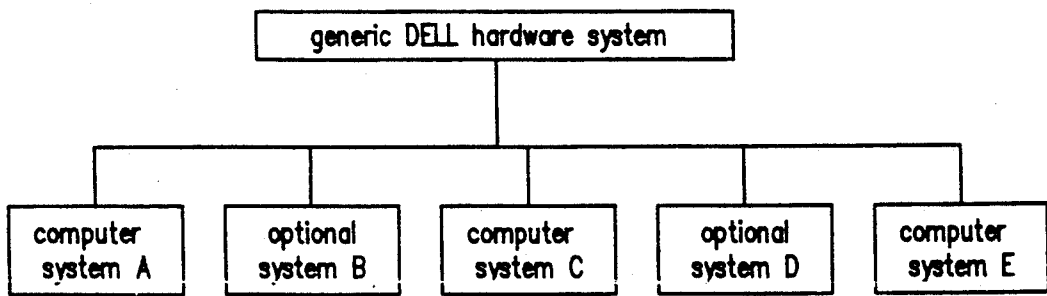 generic DELL hardware system
computer
system A
optional
system B
computer
system C
optional
system D
computer
system E